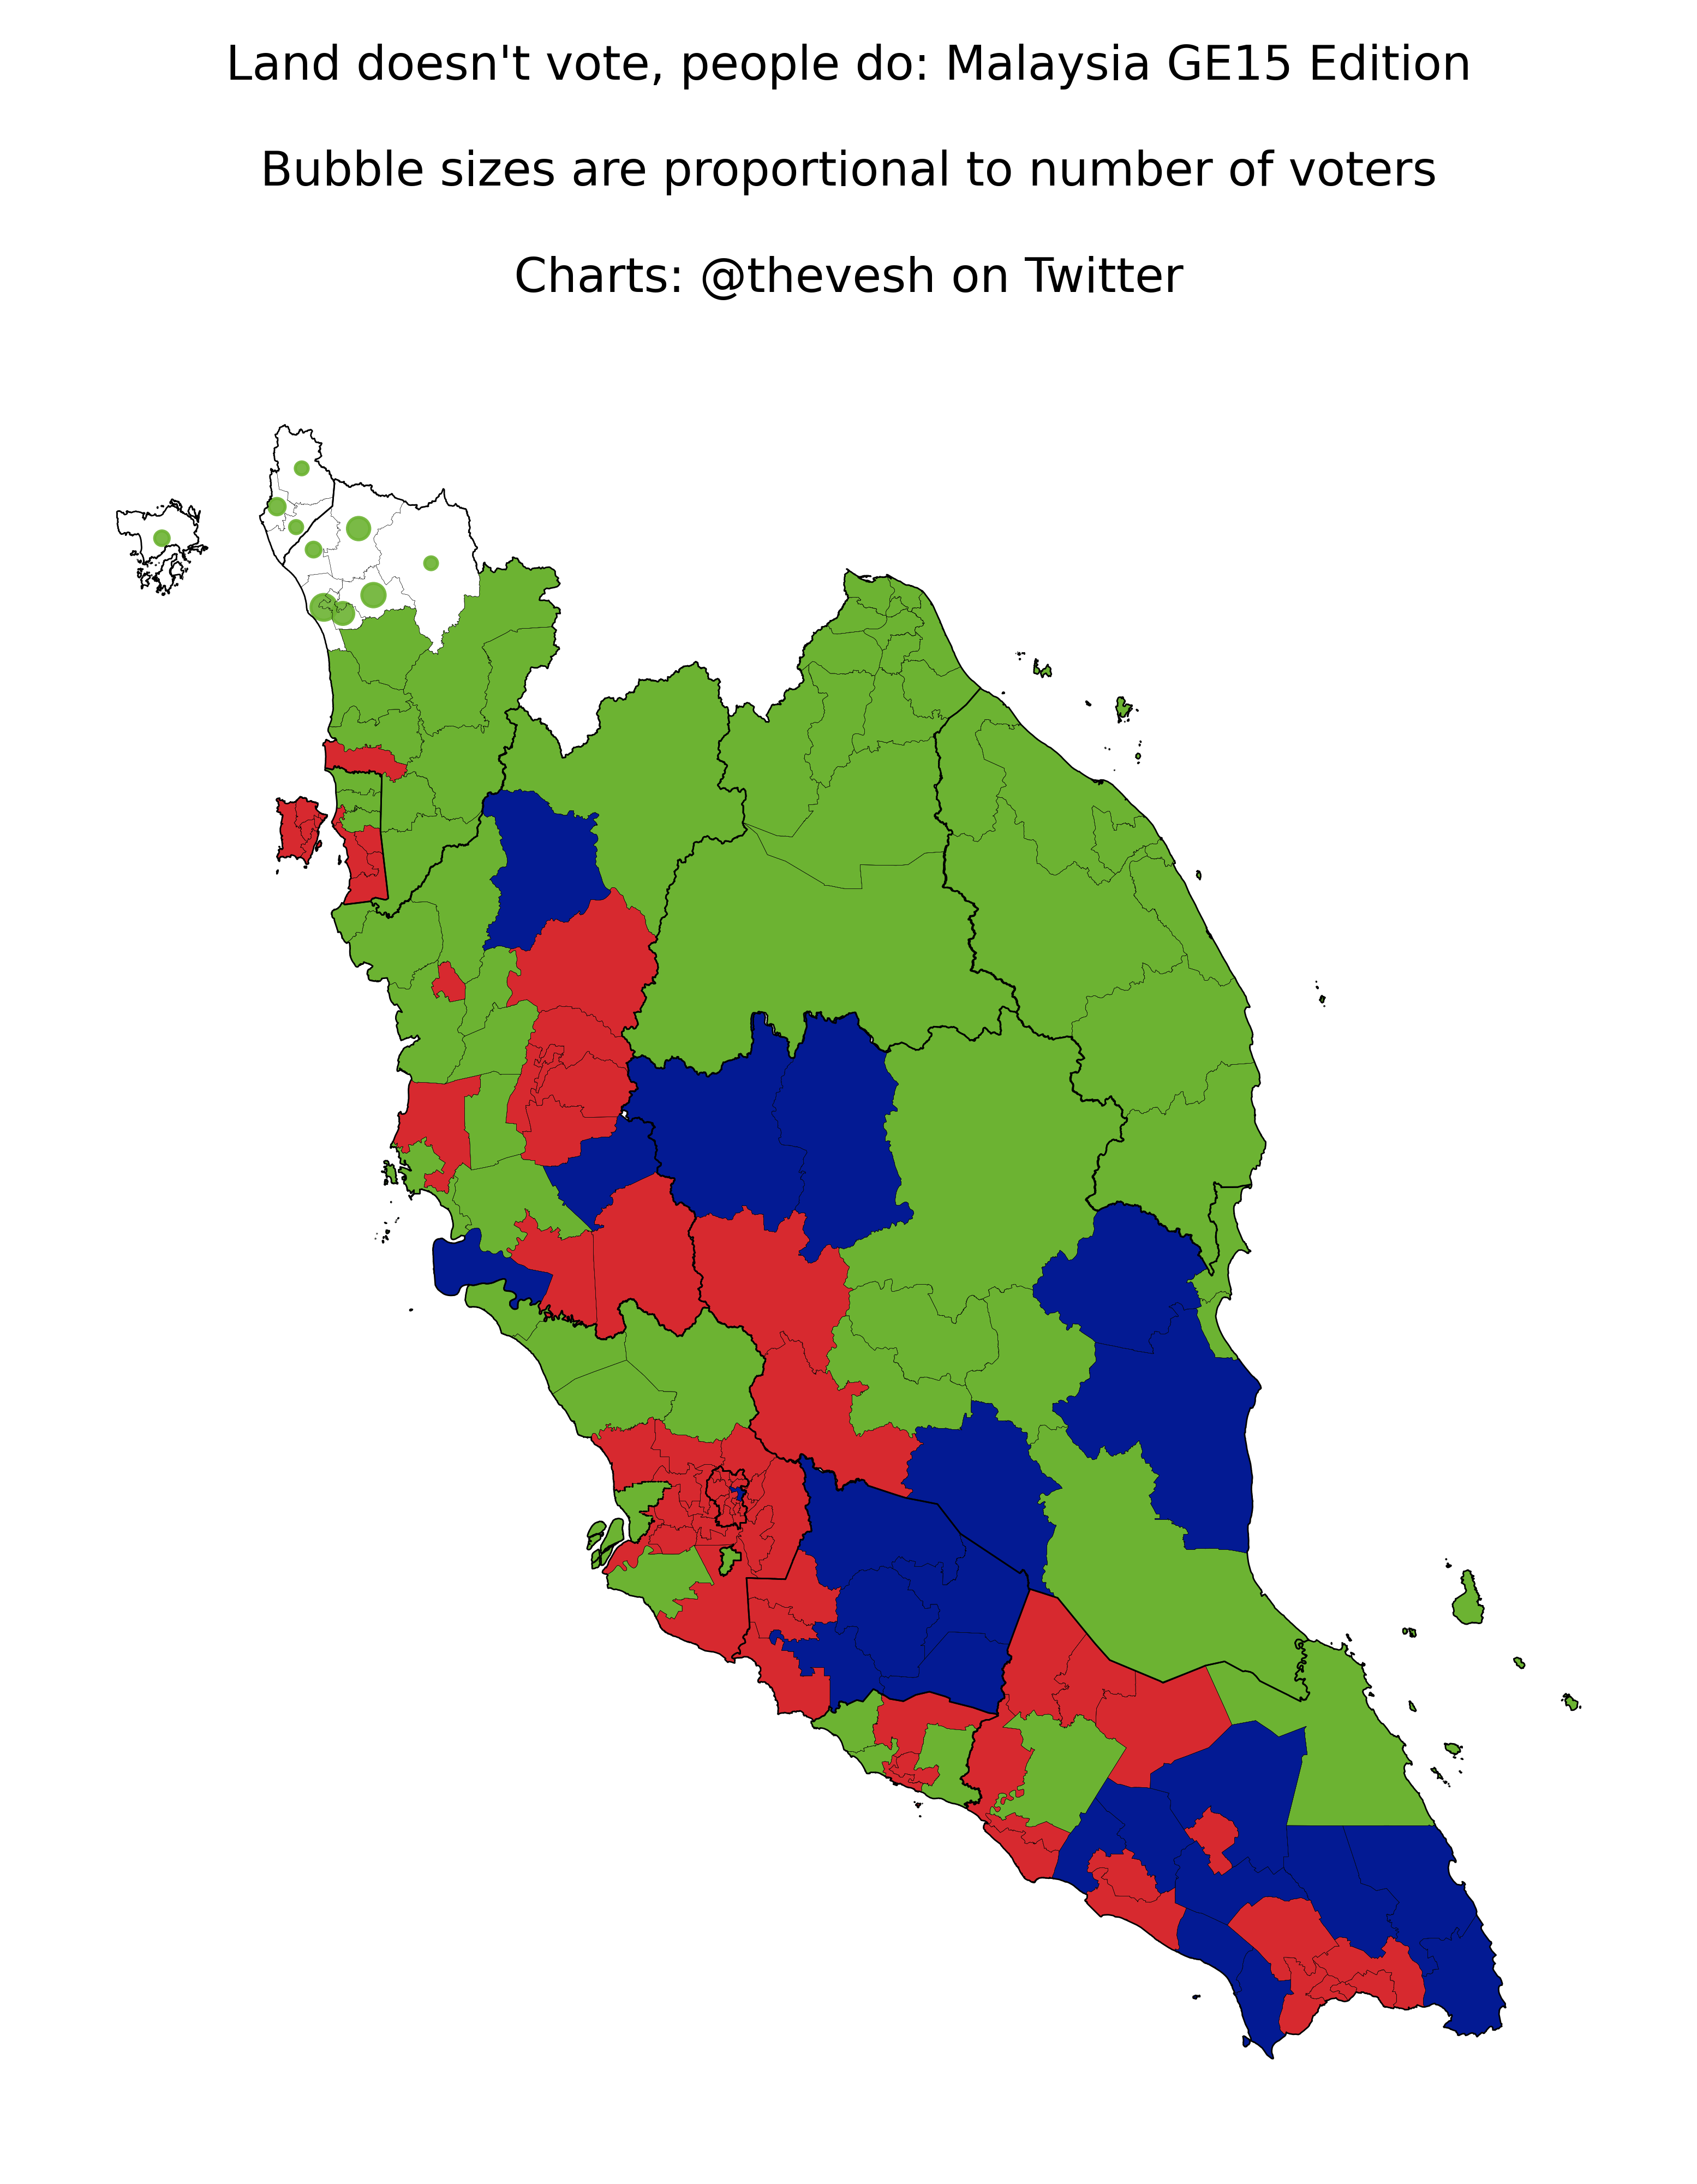 Land doesn't vote, people do: Malaysia GE15 Edition
Bubble sizes are proportional to number of voters
Charts: @thevesh on Twitter